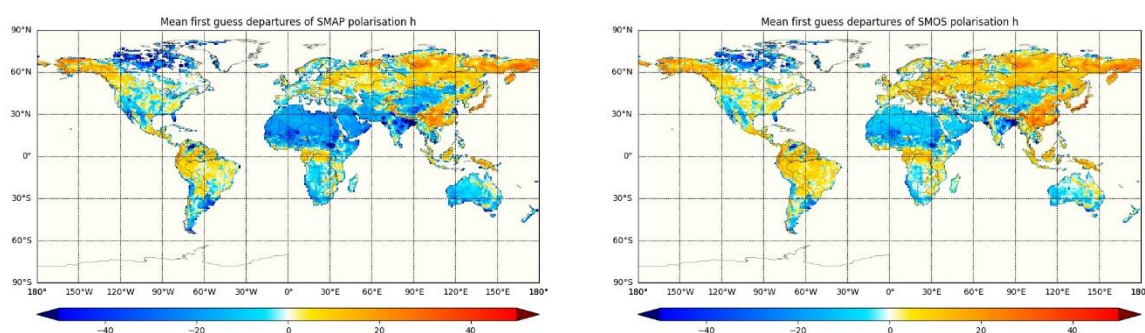 Mean first guess departures of SMAP polarisation h
90°N
60°N
30°N
0°
30°S
60°S
90°S
180° 150°W 120°W 90°W 60°W 30°W 0° 30°E 60°E 90°E 120°E 150°E 180°
−40 −20 0 20 40
Mean first guess departures of SMOS polarisation h
90°N
60°N
30°N
0°
30°S
60°S
90°S
180° 150°W 120°W 90°W 60°W 30°W 0° 30°E 60°E 90°E 120°E 150°E 180°
−40 −20 0 20 40